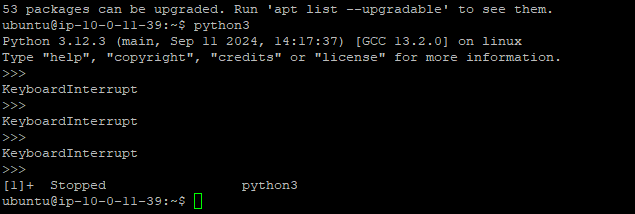 53 packages can be upgraded. Run 'apt list --upgradable' to see them.
ubuntu@ip-10-0-11-39:~$ python3
Python 3.12.3 (main, Sep 11 2024, 14:17:37) [GCC 13.2.0] on linux
Type "help", "copyright", "credits" or "license" for more information.
>>>
KeyboardInterrupt
>>>
KeyboardInterrupt
>>>
KeyboardInterrupt
>>>
[1]+  Stopped                 python3
ubuntu@ip-10-0-11-39:~$